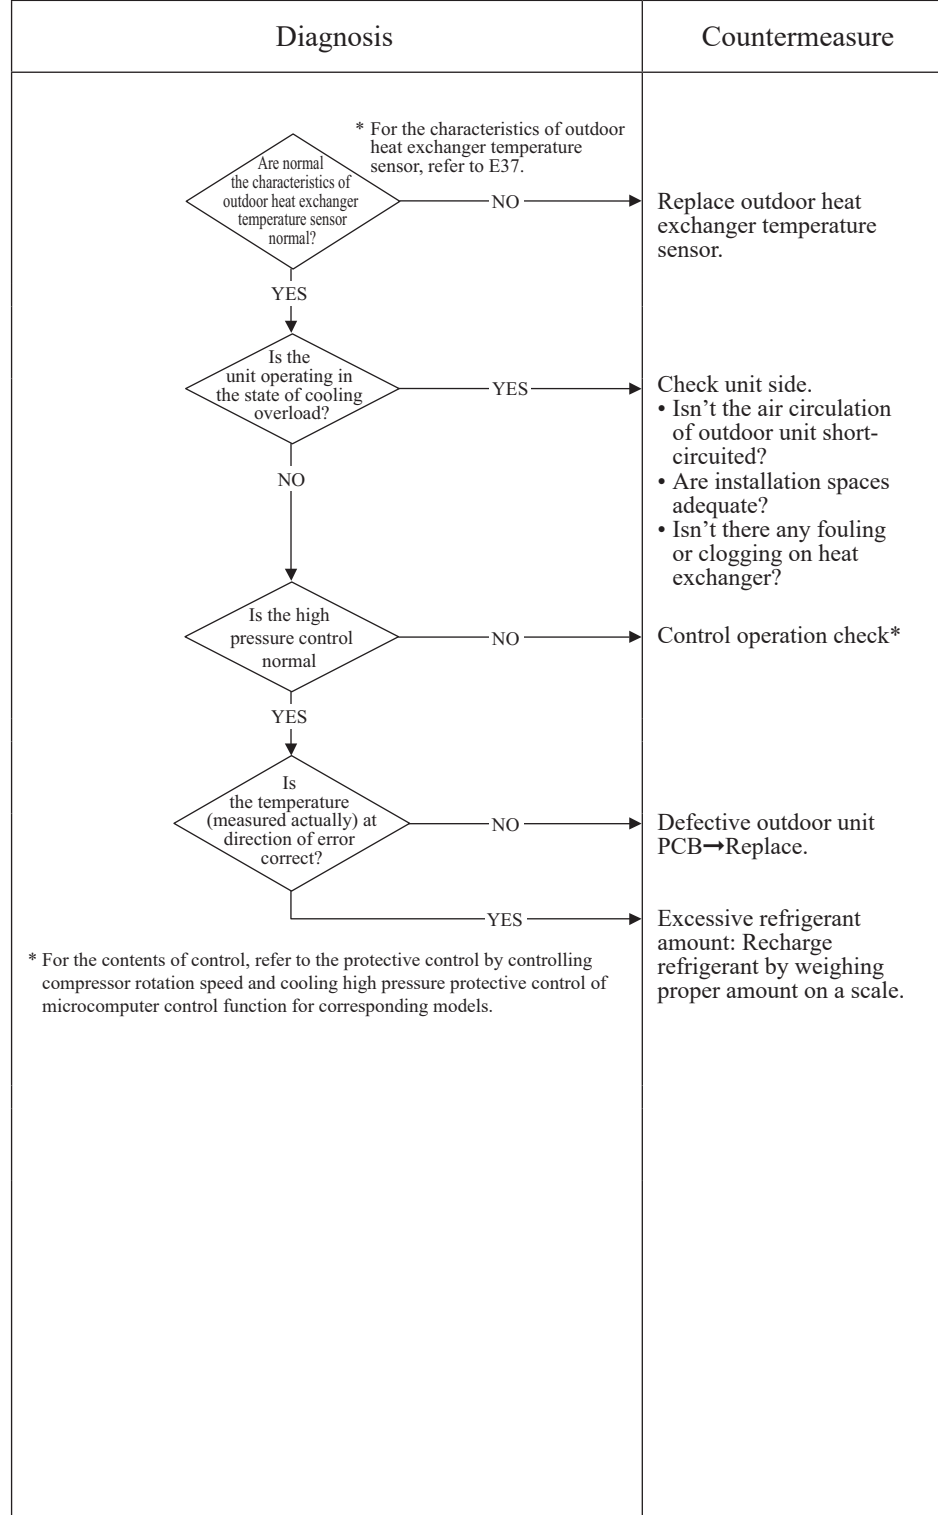 Diagnosis
Countermeasure
* For the characteristics of outdoor
heat exchanger temperature
sensor, refer to E37.
Are normal
the characteristics of
outdoor heat exchanger
temperature sensor
normal?
NO
Replace outdoor heat
exchanger temperature
sensor.
YES
Is the
unit operating in
the state of cooling
overload?
YES
Check unit side.
• Isn’t the air circulation
of outdoor unit short-
circuited?
• Are installation spaces
adequate?
• Isn’t there any fouling
or clogging on heat
exchanger?
NO
Is the high
pressure control
normal
NO
Control operation check*
YES
Is
the temperature
(measured actually) at
direction of error
correct?
NO
Defective outdoor unit
PCB→Replace.
YES
Excessive refrigerant
amount: Recharge
refrigerant by weighing
proper amount on a scale.
* For the contents of control, refer to the protective control by controlling
compressor rotation speed and cooling high pressure protective control of
microcomputer control function for corresponding models.